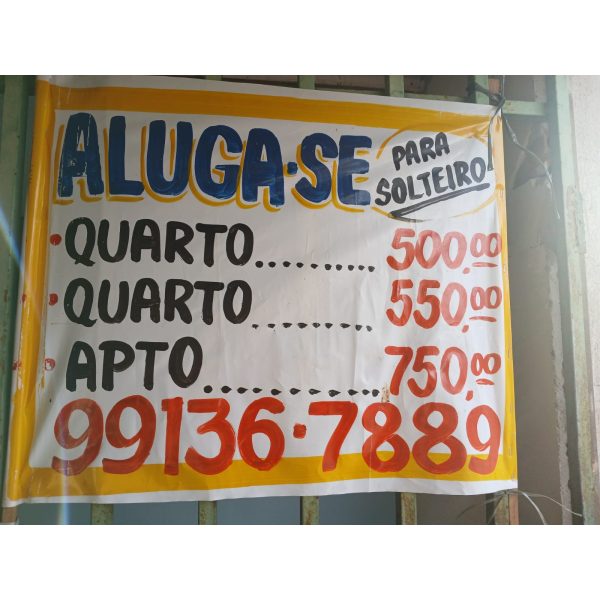 ALUGA-SE PARA SOLTEIRO
• QUARTO.......... 500,00
• QUARTO ........ 550,00
• APTO............ 750,00
99136-7889